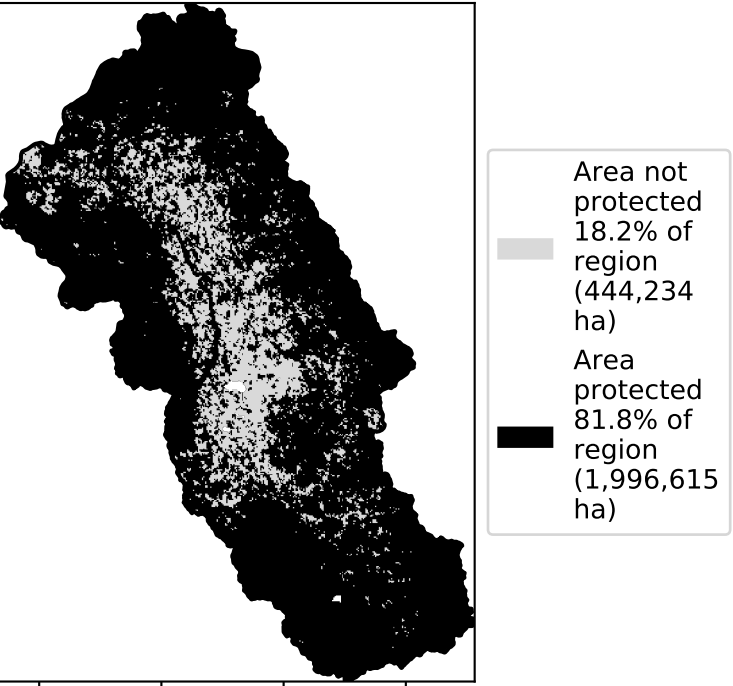 Area not
protected
18.2% of
region
(444,234
ha)
Area
protected
81.8% of
region
(1,996,615
ha)